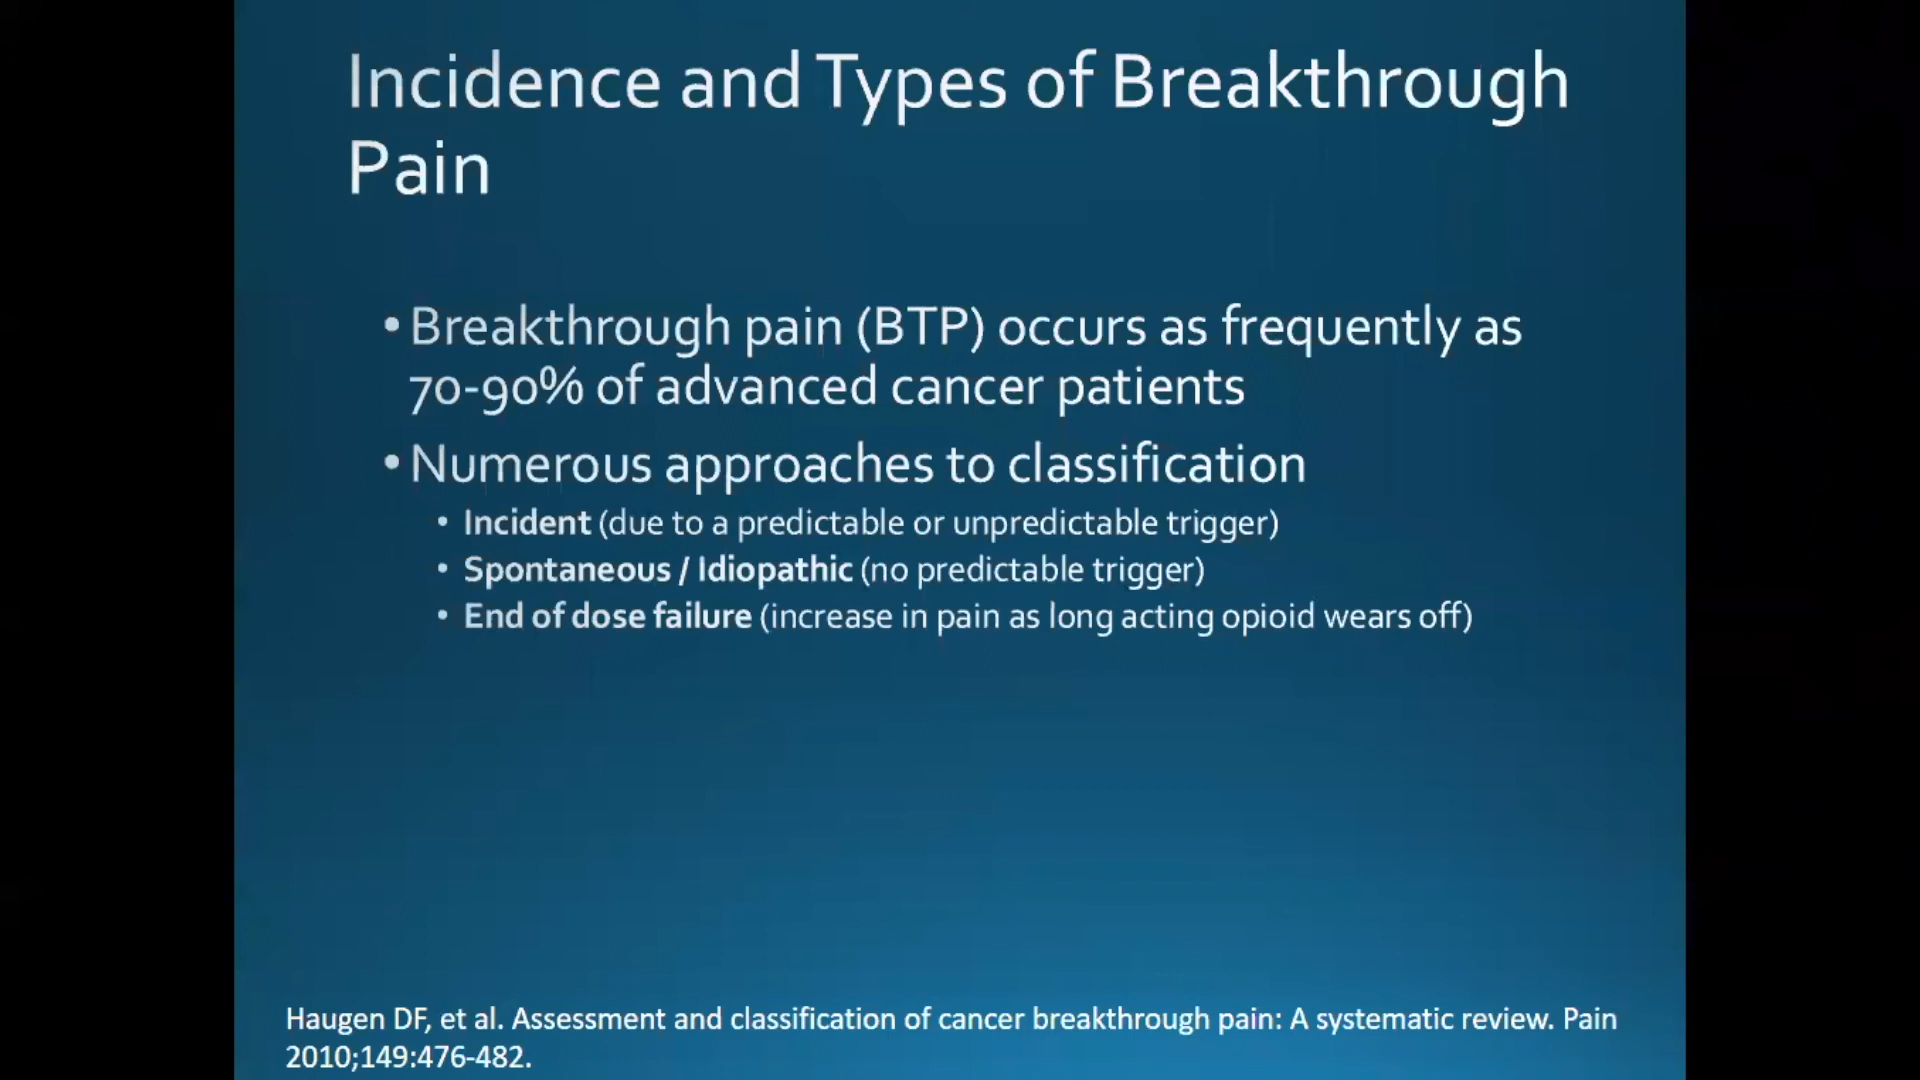 Incidence and Types of Breakthrough
Pain
• Breakthrough pain (BTP) occurs as frequently as
70-90% of advanced cancer patients
• Numerous approaches to classification
• Incident (due to a predictable or unpredictable trigger)
• Spontaneous / Idiopathic (no predictable trigger)
• End of dose failure (increase in pain as long acting opioid wears off)
Haugen DF, et al. Assessment and classification of cancer breakthrough pain: A systematic review. Pain
2010;149:476-482.